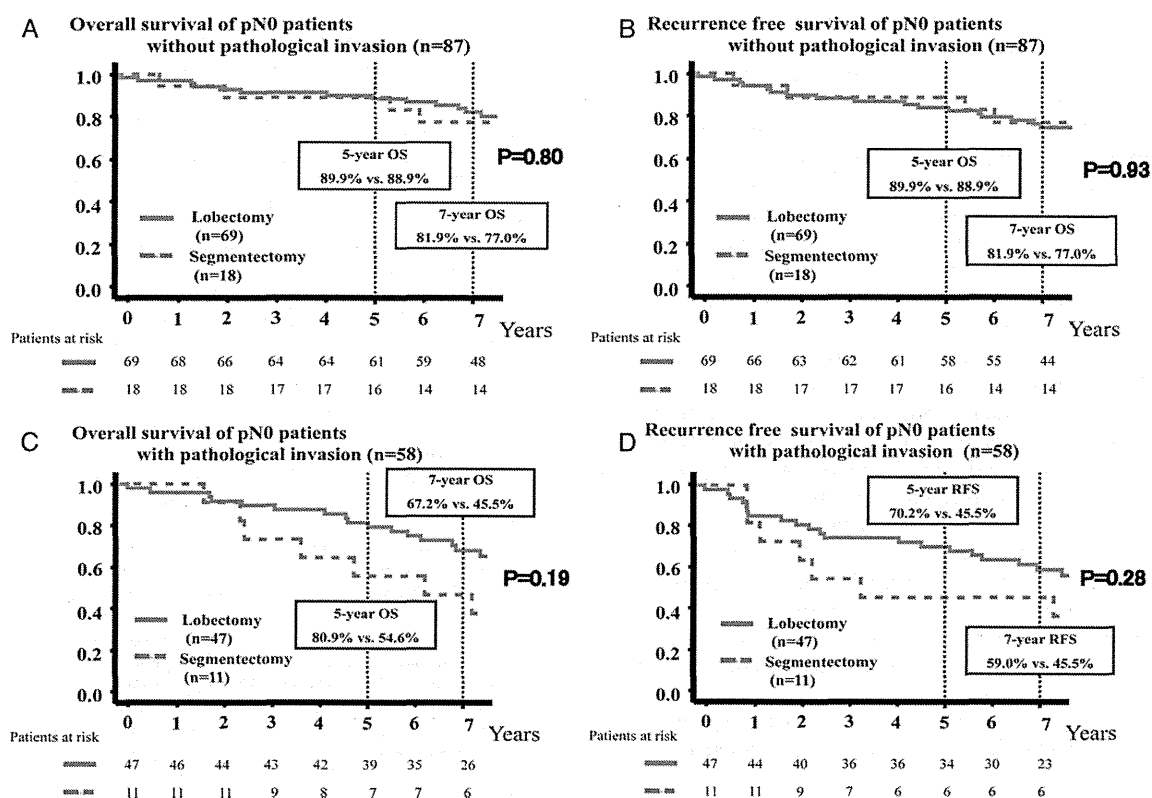 A
Overall survival of pN0 patients
without pathological invasion (n=87)
1.0
0.8
0.6
0.4
0.2
0.0
5-year OS
89.9% vs. 88.9%
7-year OS
81.9% vs. 77.0%
P=0.80
Lobectomy
(n=69)
Segmentectomy
(n=18)
0 1 2 3 4 5 6 7 Years
Patients at risk
69 68 66 64 64 61 59 48
18 18 18 17 17 16 14 14
B
Recurrence free survival of pN0 patients
without pathological invasion (n=87)
1.0
0.8
0.6
0.4
0.2
0.0
5-year OS
89.9% vs. 88.9%
7-year OS
81.9% vs. 77.0%
P=0.93
Lobectomy
(n=69)
Segmentectomy
(n=18)
0 1 2 3 4 5 6 7 Years
Patients at risk
69 66 63 62 61 58 55 44
18 18 17 17 17 16 14 14
C
Overall survival of pN0 patients
with pathological invasion (n=58)
1.0
0.8
0.6
0.4
0.2
0.0
7-year OS
67.2% vs. 45.5%
P=0.19
5-year OS
80.9% vs. 54.6%
Lobectomy
(n=47)
Segmentectomy
(n=11)
0 1 2 3 4 5 6 7 Years
Patients at risk
47 46 44 43 42 39 35 26
11 11 11 9 8 7 7 6
D
Recurrence free survival of pN0 patients
with pathological invasion (n=58)
1.0
0.8
0.6
0.4
0.2
0.0
5-year RFS
70.2% vs. 45.5%
P=0.28
7-year RFS
59.0% vs. 45.5%
Lobectomy
(n=47)
Segmentectomy
(n=11)
0 1 2 3 4 5 6 7 Years
Patients at risk
47 44 40 36 36 34 30 23
11 11 9 7 6 6 6 6